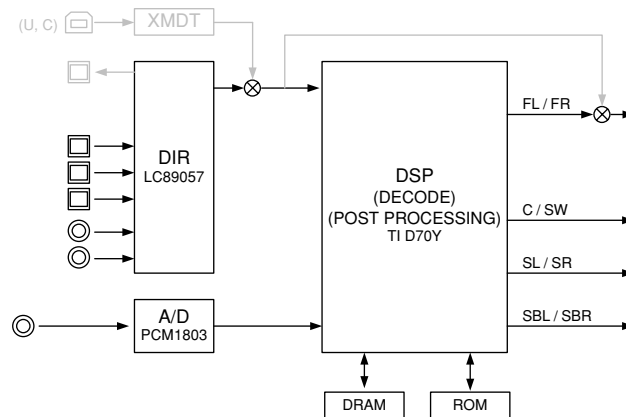 (U, C)
XMDT
DIR
LC89057
A/D
PCM1803
DSP
(DECODE)
(POST PROCESSING)
TI D70Y
FL / FR
C / SW
SL / SR
SBL / SBR
DRAM
ROM